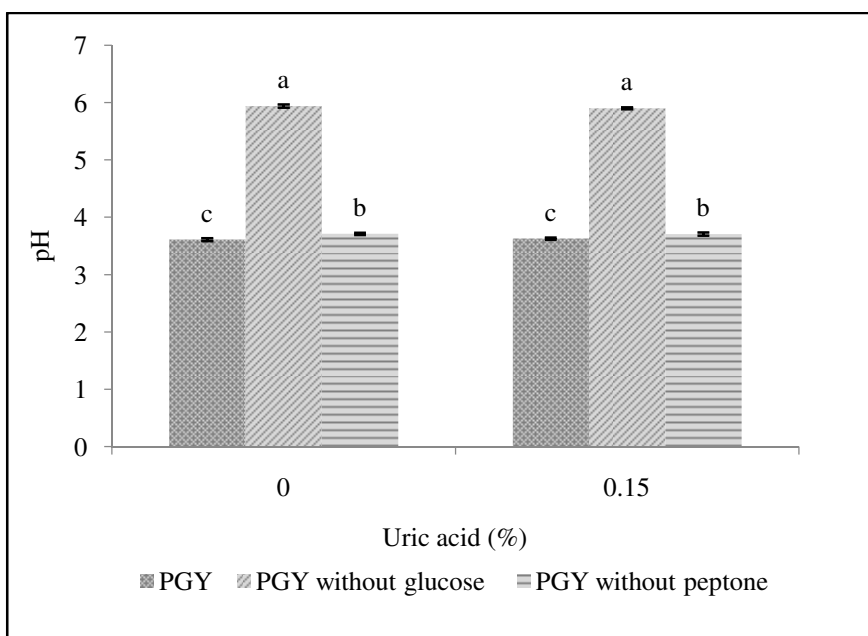 7
6
5
4
3
2
1
0
pH
a
a
c
b
c
b
0
0.15
Uric acid (%)
PGY
PGY without glucose
PGY without peptone